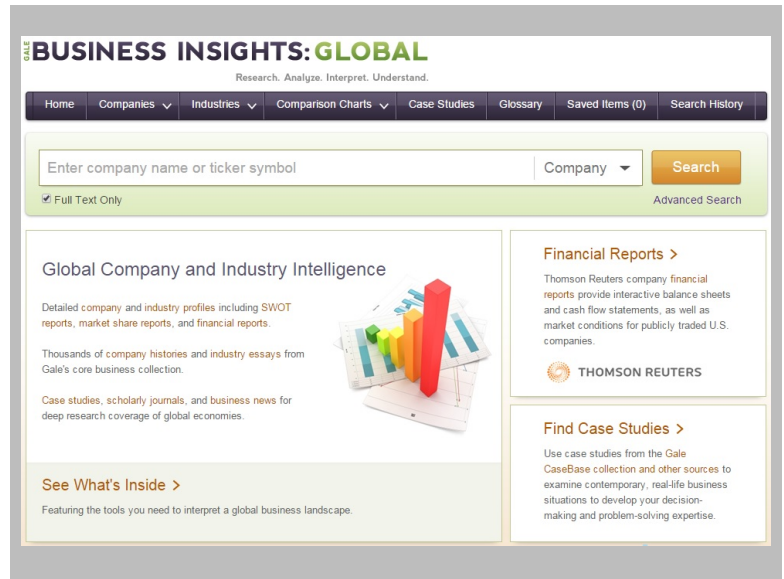 GALE
BUSINESS INSIGHTS: GLOBAL
Research. Analyze. Interpret. Understand.
Home Companies Industries Comparison Charts Case Studies Glossary Saved Items (0) Search History
Enter company name or ticker symbol Company Search
Full Text Only Advanced Search
Global Company and Industry Intelligence
Detailed company and industry profiles including SWOT
reports, market share reports, and financial reports.
Thousands of company histories and industry essays from
Gale's core business collection.
Case studies, scholarly journals, and business news for
deep research coverage of global economies.
See What's Inside >
Featuring the tools you need to interpret a global business landscape.
Financial Reports >
Thomson Reuters company financial
reports provide interactive balance sheets
and cash flow statements, as well as
market conditions for publicly traded U.S.
companies.
THOMSON REUTERS
Find Case Studies >
Use case studies from the Gale
CaseBase collection and other sources to
examine contemporary, real-life business
situations to develop your decision-
making and problem-solving expertise.